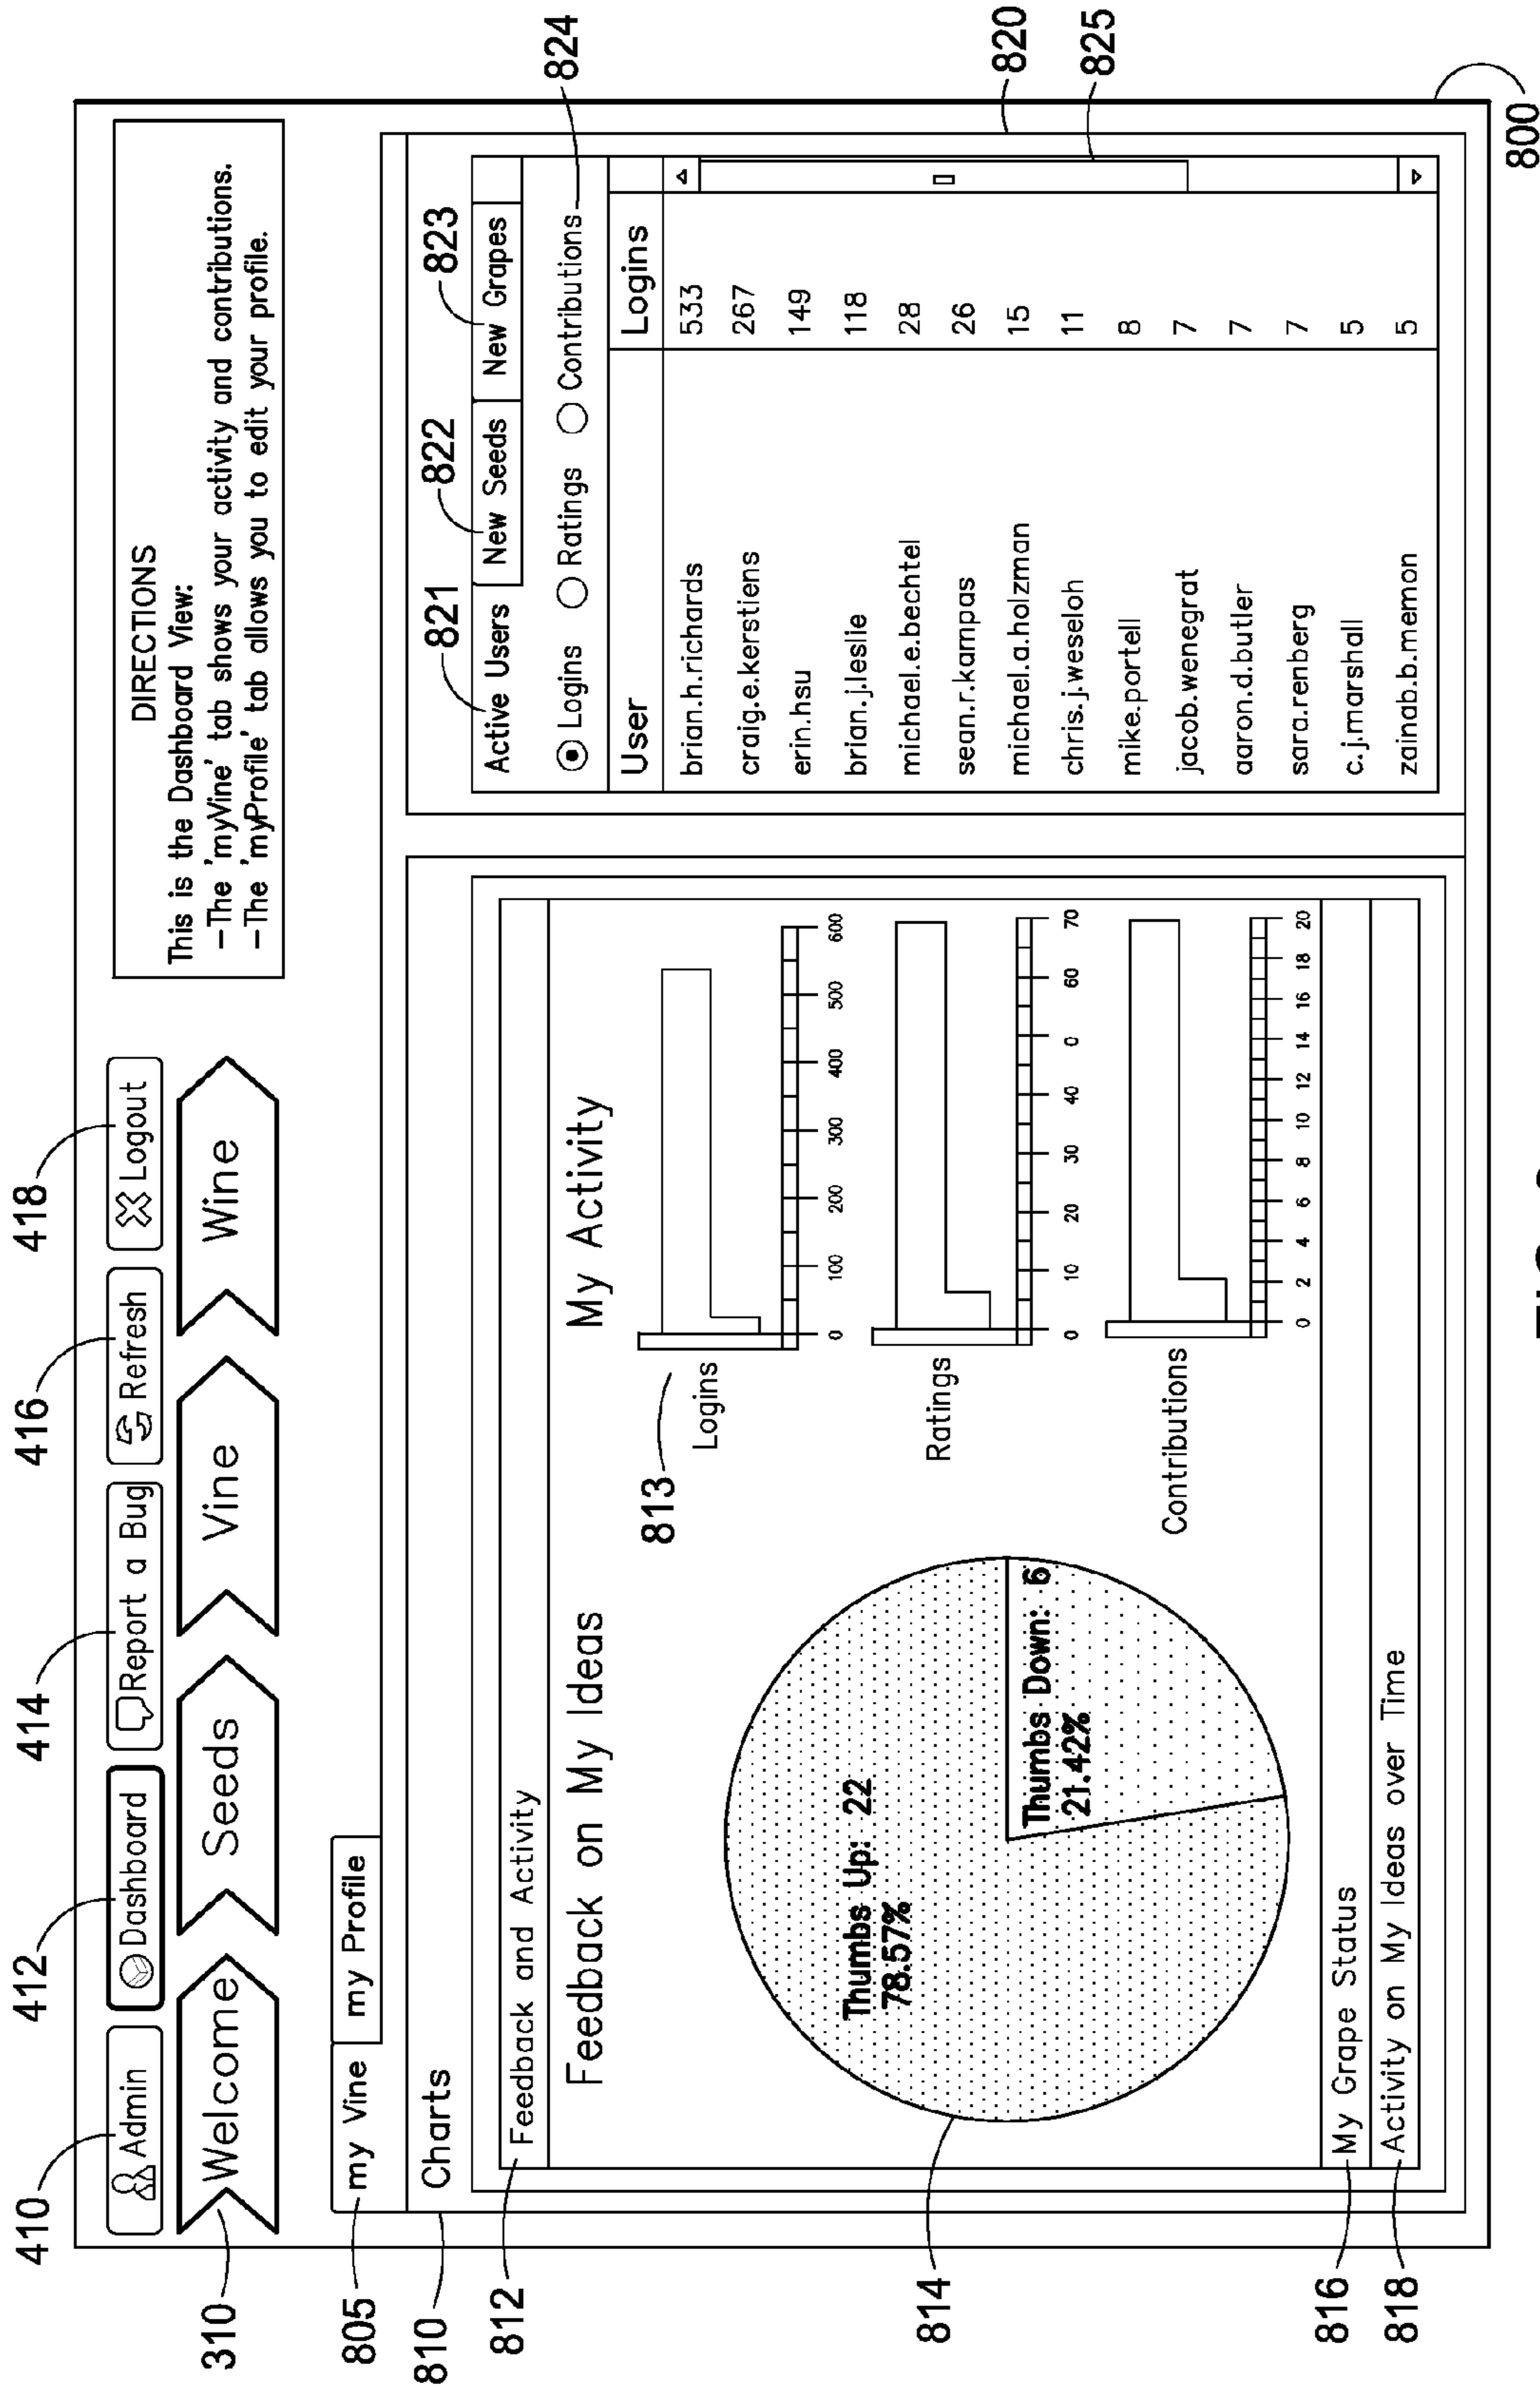 410 412 414 416 418
Admin Dashboard Report a Bug Refresh Logout
310
Welcome Seeds Vine Wine
DIRECTIONS
This is the Dashboard View:
-The 'myVine' tab shows your activity and contributions.
-The 'myProfile' tab allows you to edit your profile.
805
my Vine my Profile
810
Charts
812
Feedback and Activity
Feedback on My Ideas
814
Thumbs Up: 22
78.57%
Thumbs Down: 6
21.42%
My Activity
813
Logins
0 100 200 300 400 500 600
Ratings
0 10 20 30 40 0 60 70
Contributions
0 2 4 6 8 10 12 14 16 18 20
816
My Grape Status
818
Activity on My Ideas over Time
821 822 823
Active Users New Seeds New Grapes
824
Logins Ratings Contributions
User Logins
brian.h.richards 533
craig.e.kerstiens 267
erin.hsu 149
brian.j.leslie 118
michael.e.bechtel 28
sean.r.kampas 26
michael.a.holzman 15
chris.j.weseloh 11
mike.portell 8
jacob.wenegrat 7
aaron.d.butler 7
sara.renberg 7
c.j.marshall 5
zainab.b.memon 5
820
825
800